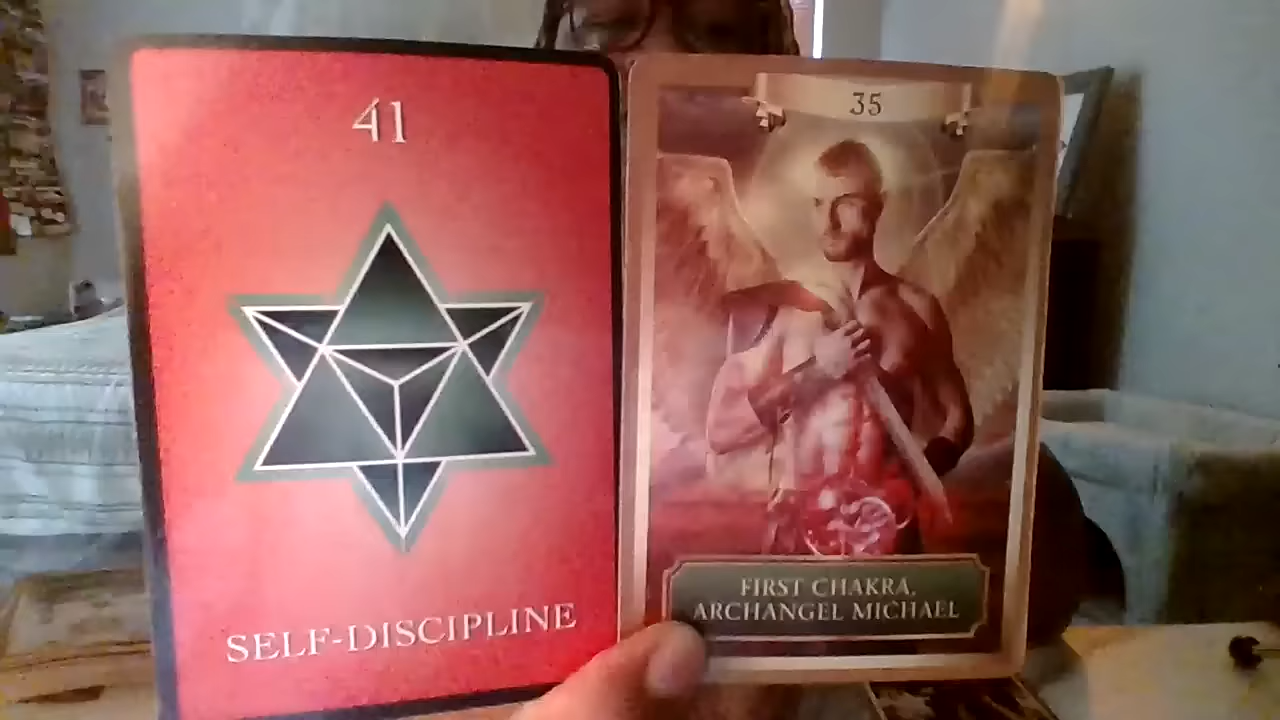 41
SELF-DISCIPLINE
35
FIRST CHAKRA,
ARCHANGEL MICHAEL